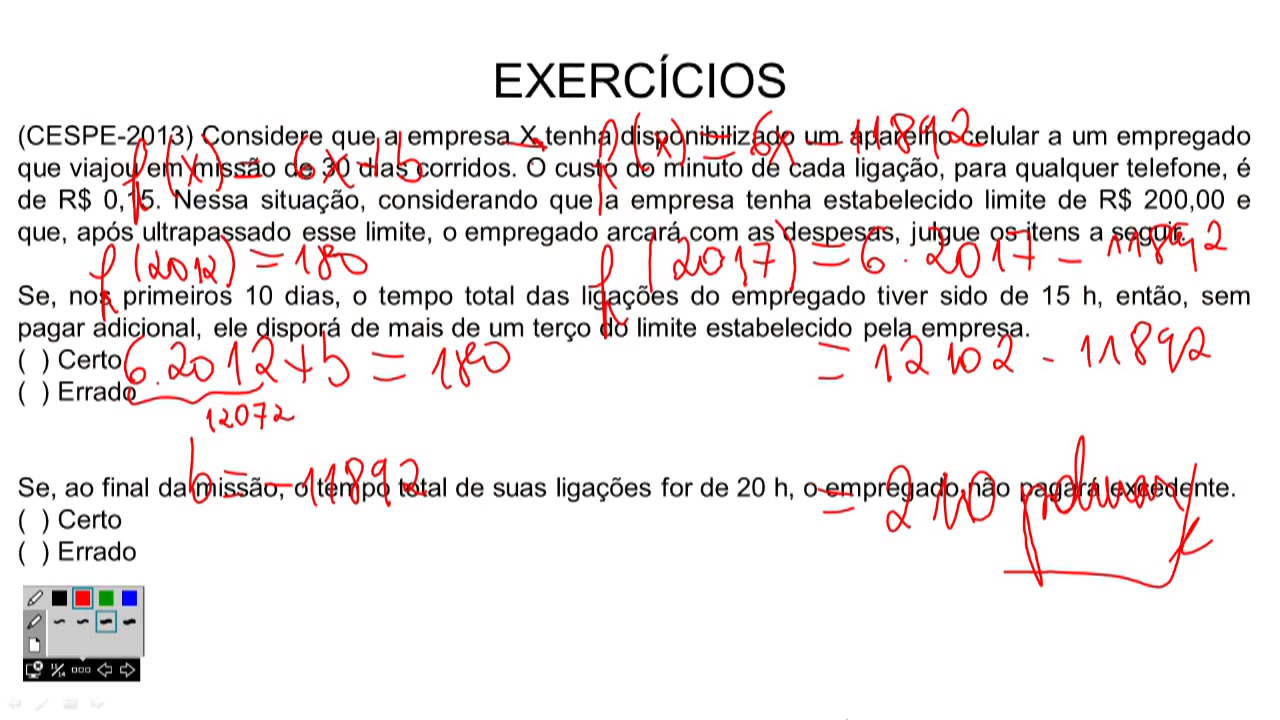 EXERCÍCIOS
(CESPE-2013) Considere que a empresa X tenha disponibilizado um aparelho celular a um empregado
que viajou em missão de 30 dias corridos. O custo do minuto de cada ligação, para qualquer telefone, é
de R$ 0,15. Nessa situação, considerando que a empresa tenha estabelecido limite de R$ 200,00 e
que, após ultrapassado esse limite, o empregado arcará com as despesas, juigue os itens a seguir.
Se, nos primeiros 10 dias, o tempo total das ligações do empregado tiver sido de 15 h, então, sem
pagar adicional, ele disporá de mais de um terço do limite estabelecido pela empresa.
( ) Certo
( ) Errado
Se, ao final da missão, o tempo total de suas ligações for de 20 h, o empregado não pagará excedente.
( ) Certo
( ) Errado
f(x) = 6x + b
f(2012) = 180
6.2012 + b = 180
12072
b = -11892
f(x) = 6x - 11892
f(2017) = 6.2017 - 11892
= 12102 - 11892
= 210